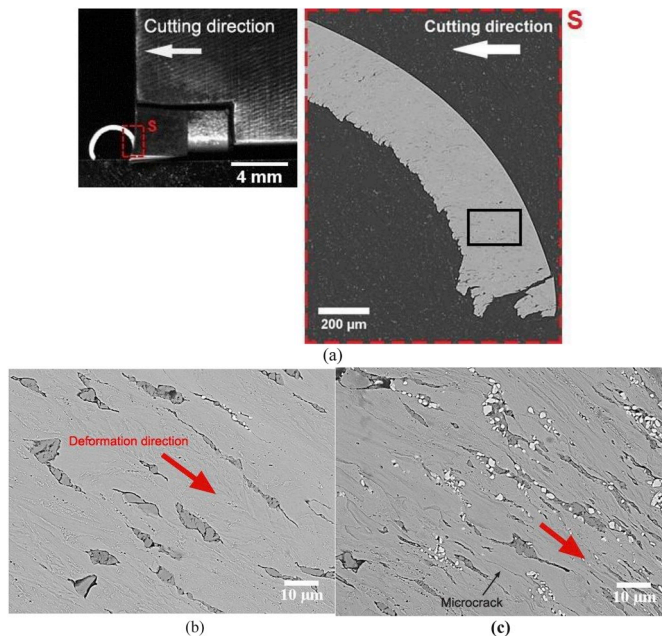 Cutting direction
S
4 mm
Cutting direction
S
200 µm
(a)
Deformation direction
10 µm
(b)
Microcrack
10 µm
(c)